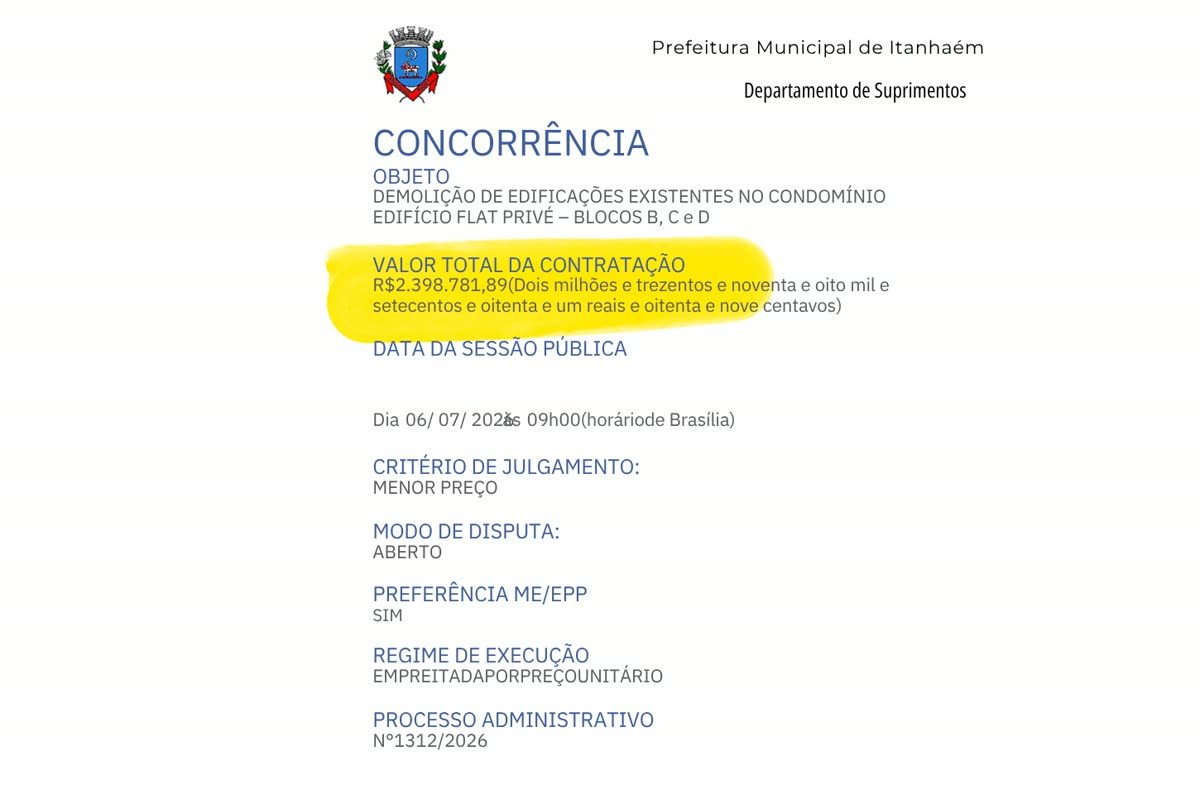 Prefeitura Municipal de Itanhaém
Departamento de Suprimentos
CONCORRÊNCIA
OBJETO
DEMOLIÇÃO DE EDIFICAÇÕES EXISTENTES NO CONDOMÍNIO
EDIFÍCIO FLAT PRIVÉ – BLOCOS B, C e D
VALOR TOTAL DA CONTRATAÇÃO
R$2.398.781,89(Dois milhões e trezentos e noventa e oito mil e
setecentos e oitenta e um reais e oitenta e nove centavos)
DATA DA SESSÃO PÚBLICA
Dia 06/ 07/ 2026às 09h00(horáriode Brasília)
CRITÉRIO DE JULGAMENTO:
MENOR PREÇO
MODO DE DISPUTA:
ABERTO
PREFERÊNCIA ME/EPP
SIM
REGIME DE EXECUÇÃO
EMPREITADAPORPREÇOUNITÁRIO
PROCESSO ADMINISTRATIVO
N°1312/2026